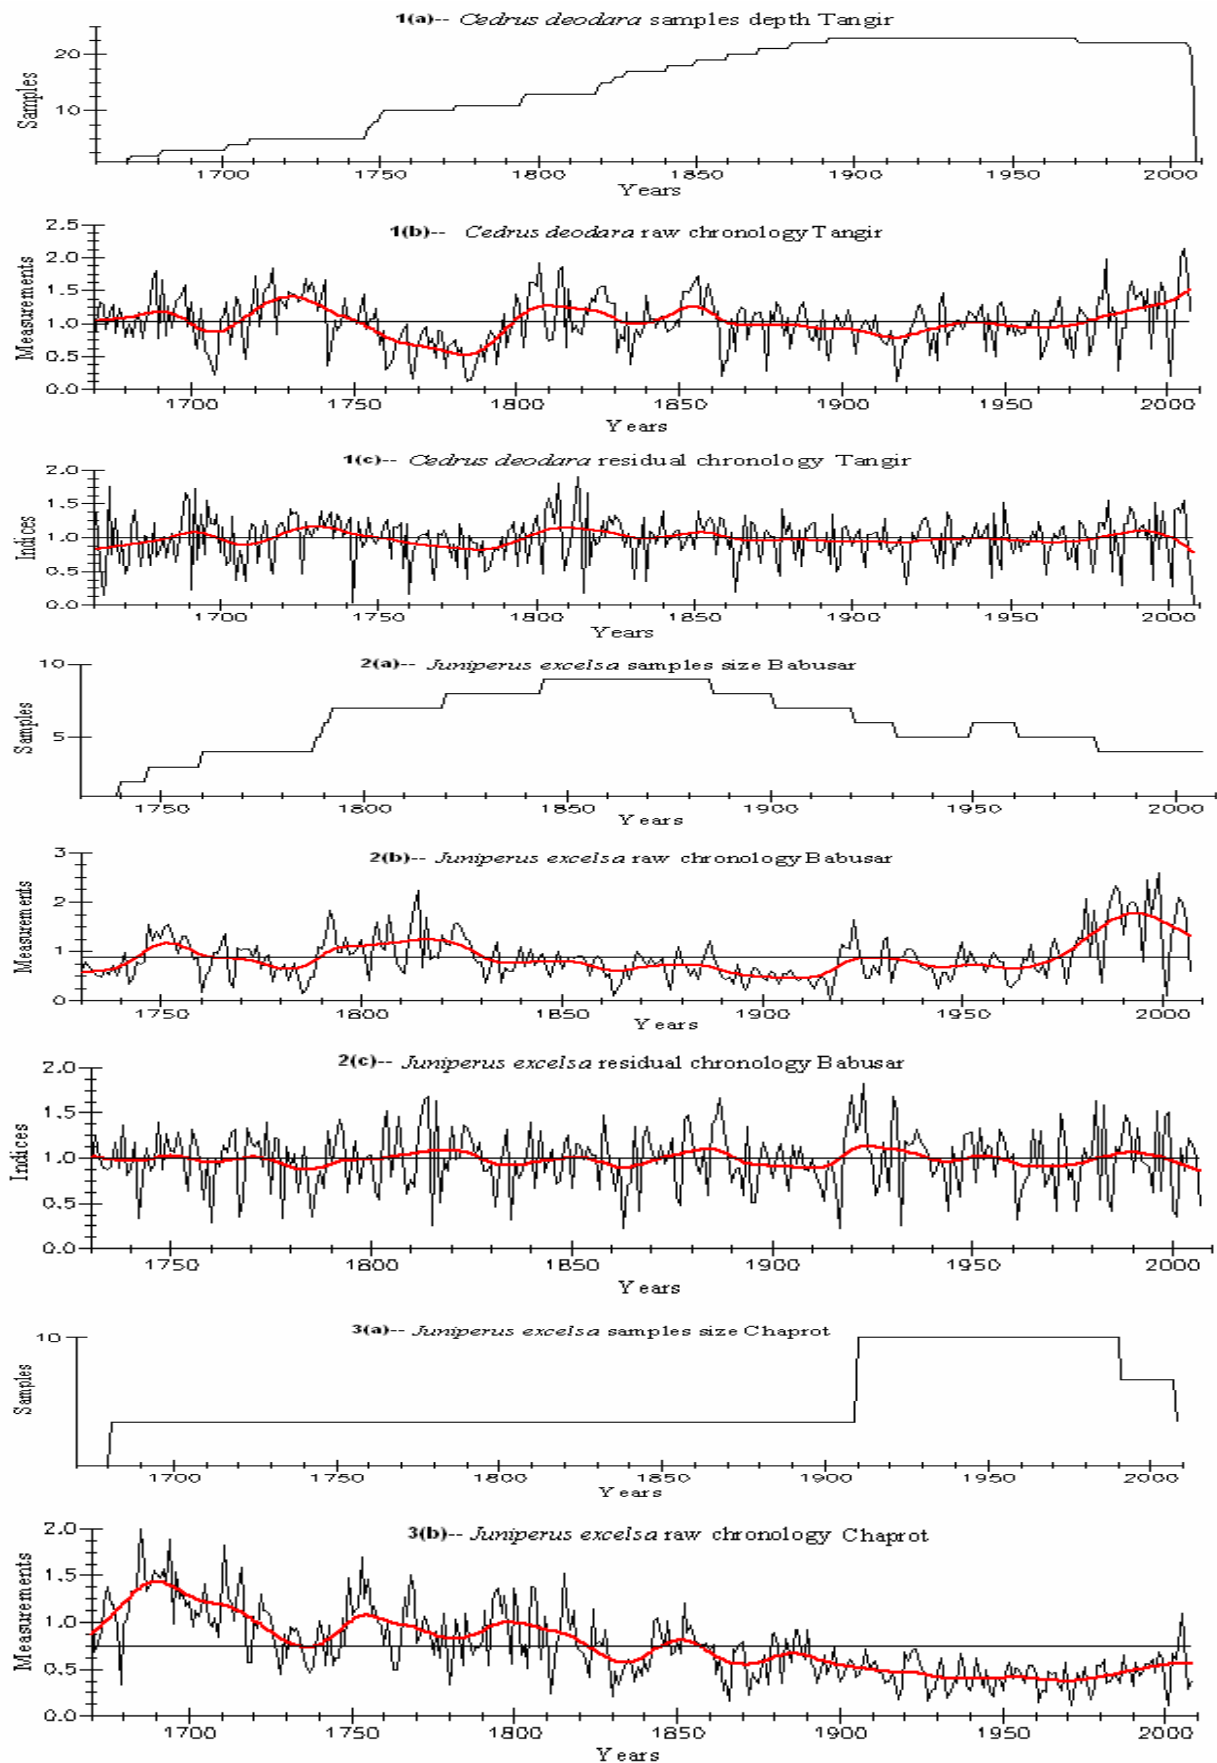 1(a)-- Cedrus deodara samples depth Tangir
Samples
20
10
1700 1750 1800 1850 1900 1950 2000
Years
1(b)-- Cedrus deodara raw chronology Tangir
Measurements
2.5
2.0
1.5
1.0
0.5
0.0
1700 1750 1800 1850 1900 1950 2000
Years
1(c)-- Cedrus deodara residual chronology Tangir
Indices
2.0
1.5
1.0
0.5
0.0
1700 1750 1800 1850 1900 1950 2000
Years
2(a)-- Juniperus excelsa samples size Babusar
Samples
10
5
1750 1800 1850 1900 1950 2000
Years
2(b)-- Juniperus excelsa raw chronology Babusar
Measurements
3
2
1
0
1750 1800 1850 1900 1950 2000
Years
2(c)-- Juniperus excelsa residual chronology Babusar
Indices
2.0
1.5
1.0
0.5
0.0
1750 1800 1850 1900 1950 2000
Years
3(a)-- Juniperus excelsa samples size Chaprot
Samples
10
1700 1750 1800 1850 1900 1950 2000
Years
3(b)-- Juniperus excelsa raw chronology Chaprot
Measurements
2.0
1.5
1.0
0.5
0.0
1700 1750 1800 1850 1900 1950 2000
Years